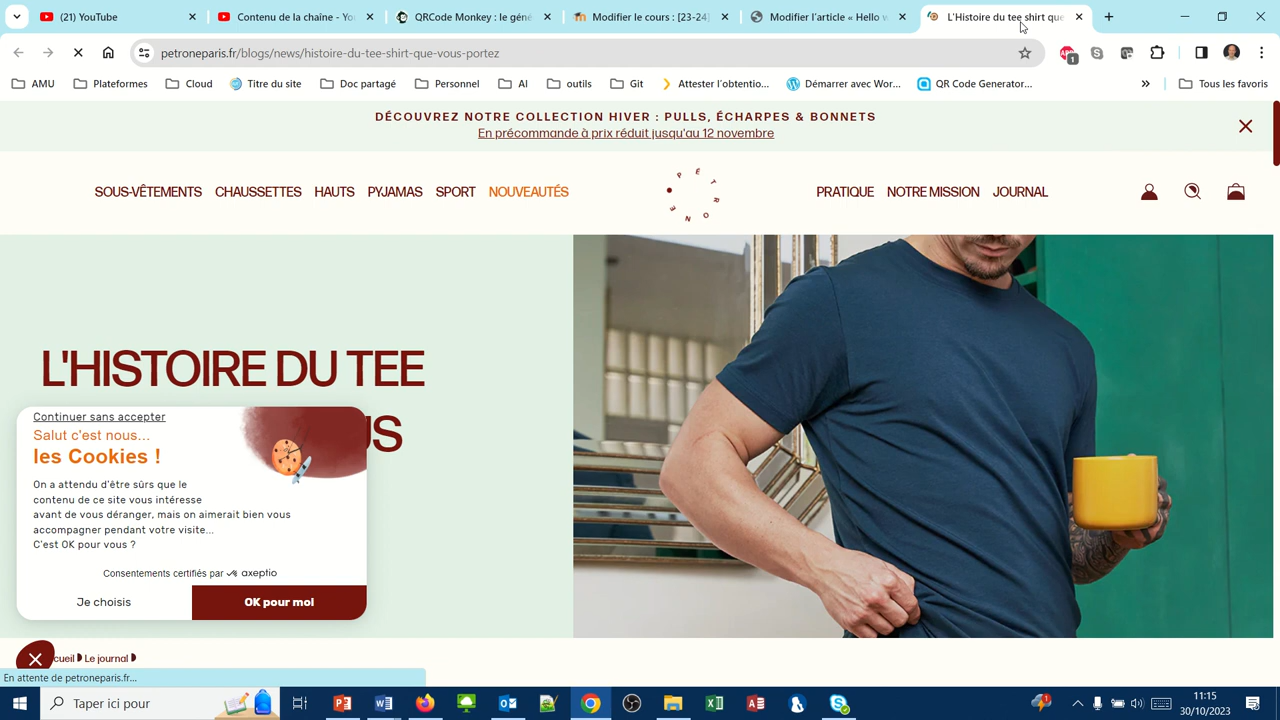 (21) YouTube
Contenu de la chaîne - Yo
QRCode Monkey : le géné
Modifier le cours : [23-24]
Modifier l'article « Hello w
L'Histoire du tee shirt que
petroneparis.fr/blogs/news/histoire-du-tee-shirt-que-vous-portez
ABP
1
AMU
Plateformes
Cloud
Titre du site
Doc partagé
Personnel
AI
outils
Git
Attester l'obtentio...
Démarrer avec Wor...
QR Code Generator...
»
Tous les favoris
DÉCOUVREZ NOTRE COLLECTION HIVER : PULLS, ÉCHARPES & BONNETS
En précommande à prix réduit jusqu'au 12 novembre
SOUS-VÊTEMENTS CHAUSSETTES HAUTS PYJAMAS SPORT NOUVEAUTÉS
PÉTRONE
PRATIQUE NOTRE MISSION JOURNAL
L'HISTOIRE DU TEE
US
Continuer sans accepter
Salut c'est nous...
les Cookies !
On a attendu d'être sûrs que le
contenu de ce site vous intéresse
avant de vous déranger, mais on aimerait bien vous
accompagner pendant votre visite...
C'est OK pour vous ?
Consentements certifiés par axeptio
Je choisis
OK pour moi
cueil Le journal
En attente de petroneparis.fr...
Taper ici pour
11:15
30/10/2023